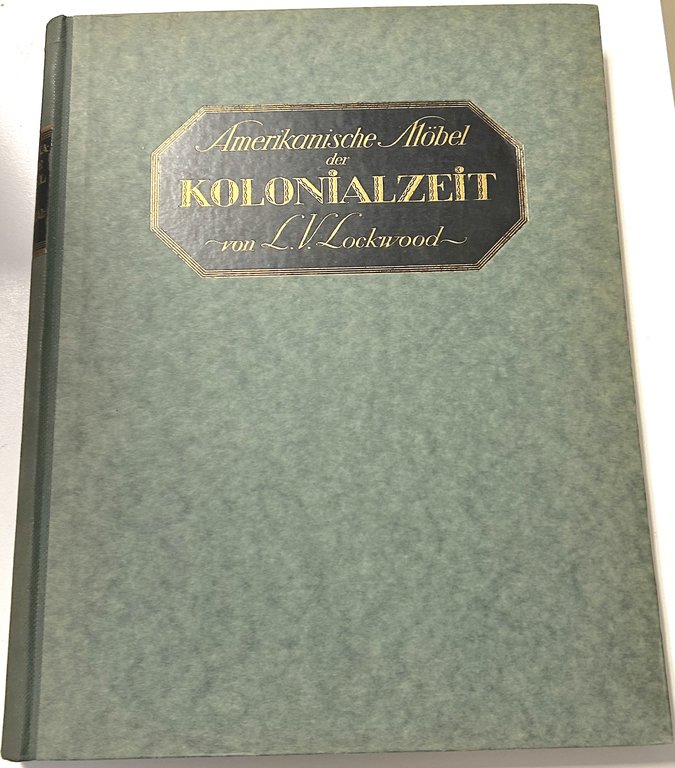 Amerikanische Möbel
der
KOLONIALZEIT
von L.V. Lockwood